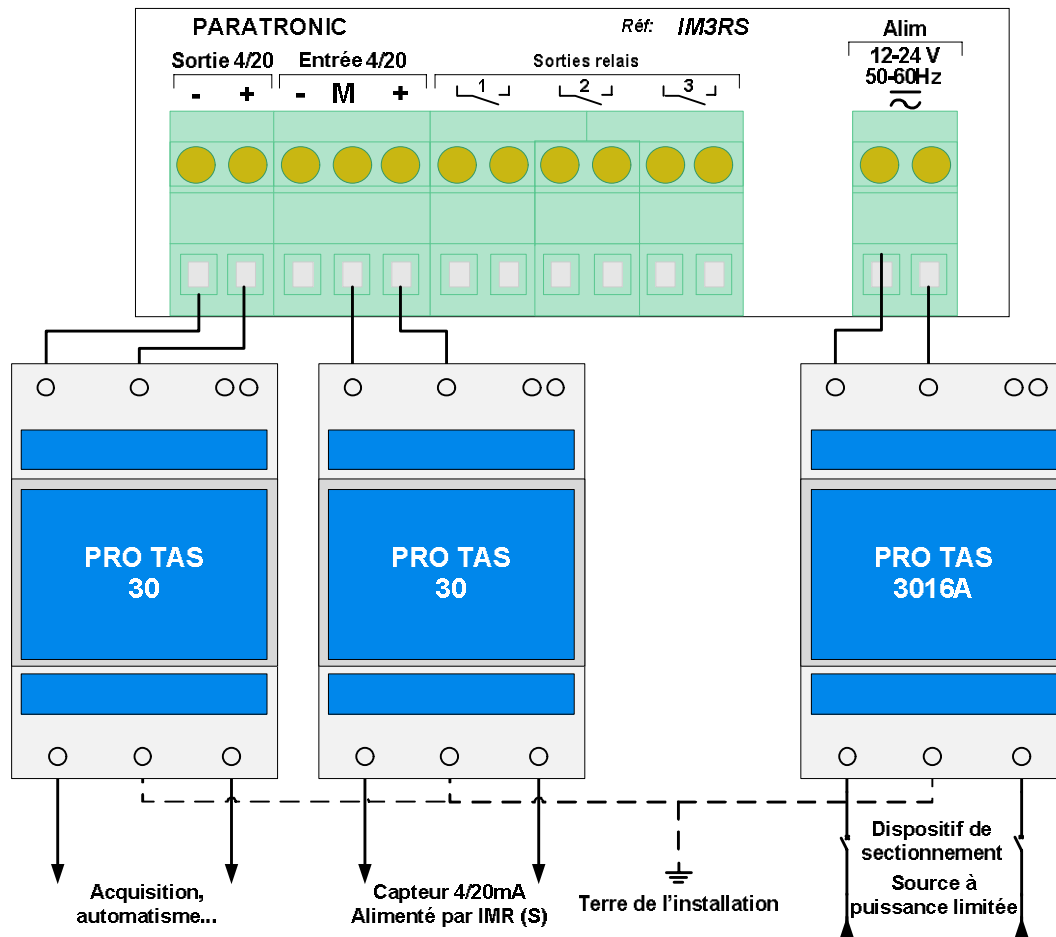 PARATRONIC
Réf: IM3RS
Alim
12-24 V
50-60Hz
Sortie 4/20
Entrée 4/20
Sorties relais
- + - M + 1 2 3
PRO TAS
30
PRO TAS
30
PRO TAS
3016A
Acquisition,
automatisme...
Capteur 4/20mA
Alimenté par IMR (S)
Terre de l'installation
Dispositif de
sectionnement
Source à
puissance limitée